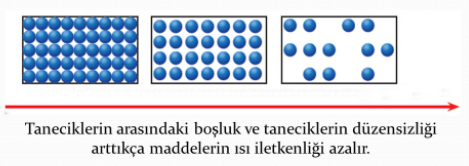 Taneciklerin arasındaki boşluk ve taneciklerin düzensizliği
arttıkça maddelerin ısı iletkenliği azalır.